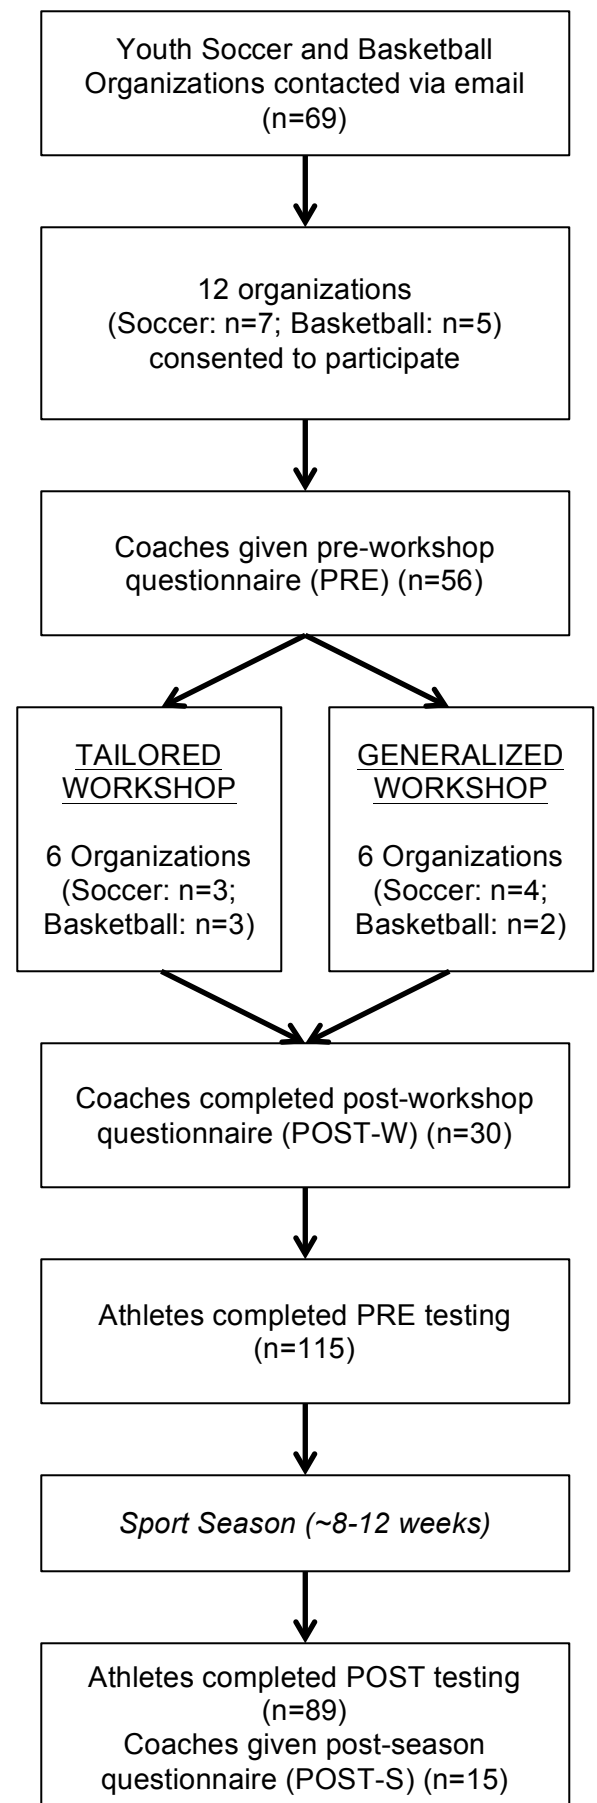 Youth Soccer and Basketball
Organizations contacted via email
(n=69)
12 organizations
(Soccer: n=7; Basketball: n=5)
consented to participate
Coaches given pre-workshop
questionnaire (PRE) (n=56)
TAILORED
WORKSHOP
6 Organizations
(Soccer: n=3;
Basketball: n=3)
GENERALIZED
WORKSHOP
6 Organizations
(Soccer: n=4;
Basketball: n=2)
Coaches completed post-workshop
questionnaire (POST-W) (n=30)
Athletes completed PRE testing
(n=115)
Sport Season (~8-12 weeks)
Athletes completed POST testing
(n=89)
Coaches given post-season
questionnaire (POST-S) (n=15)